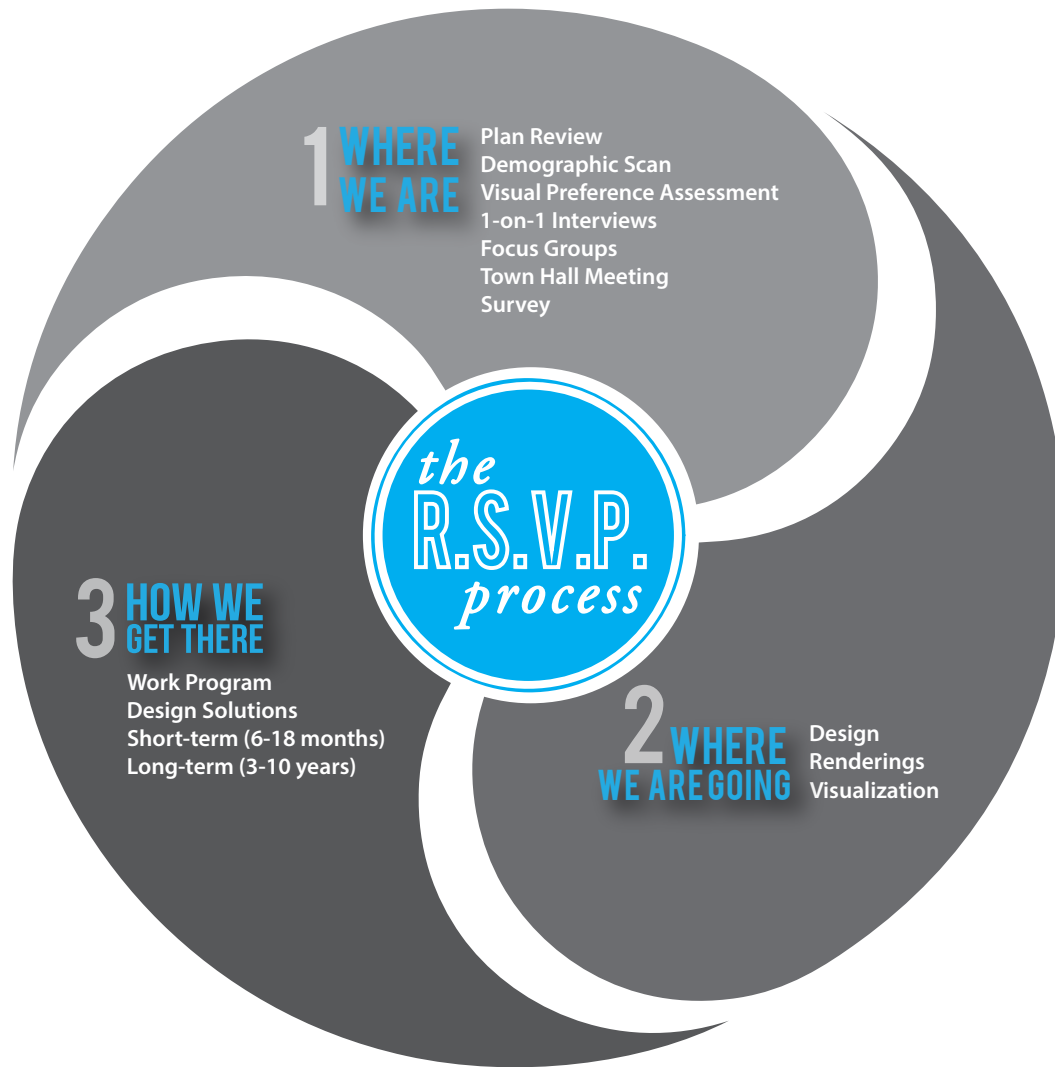 1 WHERE
WE ARE
Plan Review
Demographic Scan
Visual Preference Assessment
1-on-1 Interviews
Focus Groups
Town Hall Meeting
Survey
the
R.S.V.P.
process
2 WHERE
WE ARE GOING
Design
Renderings
Visualization
3 HOW WE
GET THERE
Work Program
Design Solutions
Short-term (6-18 months)
Long-term (3-10 years)